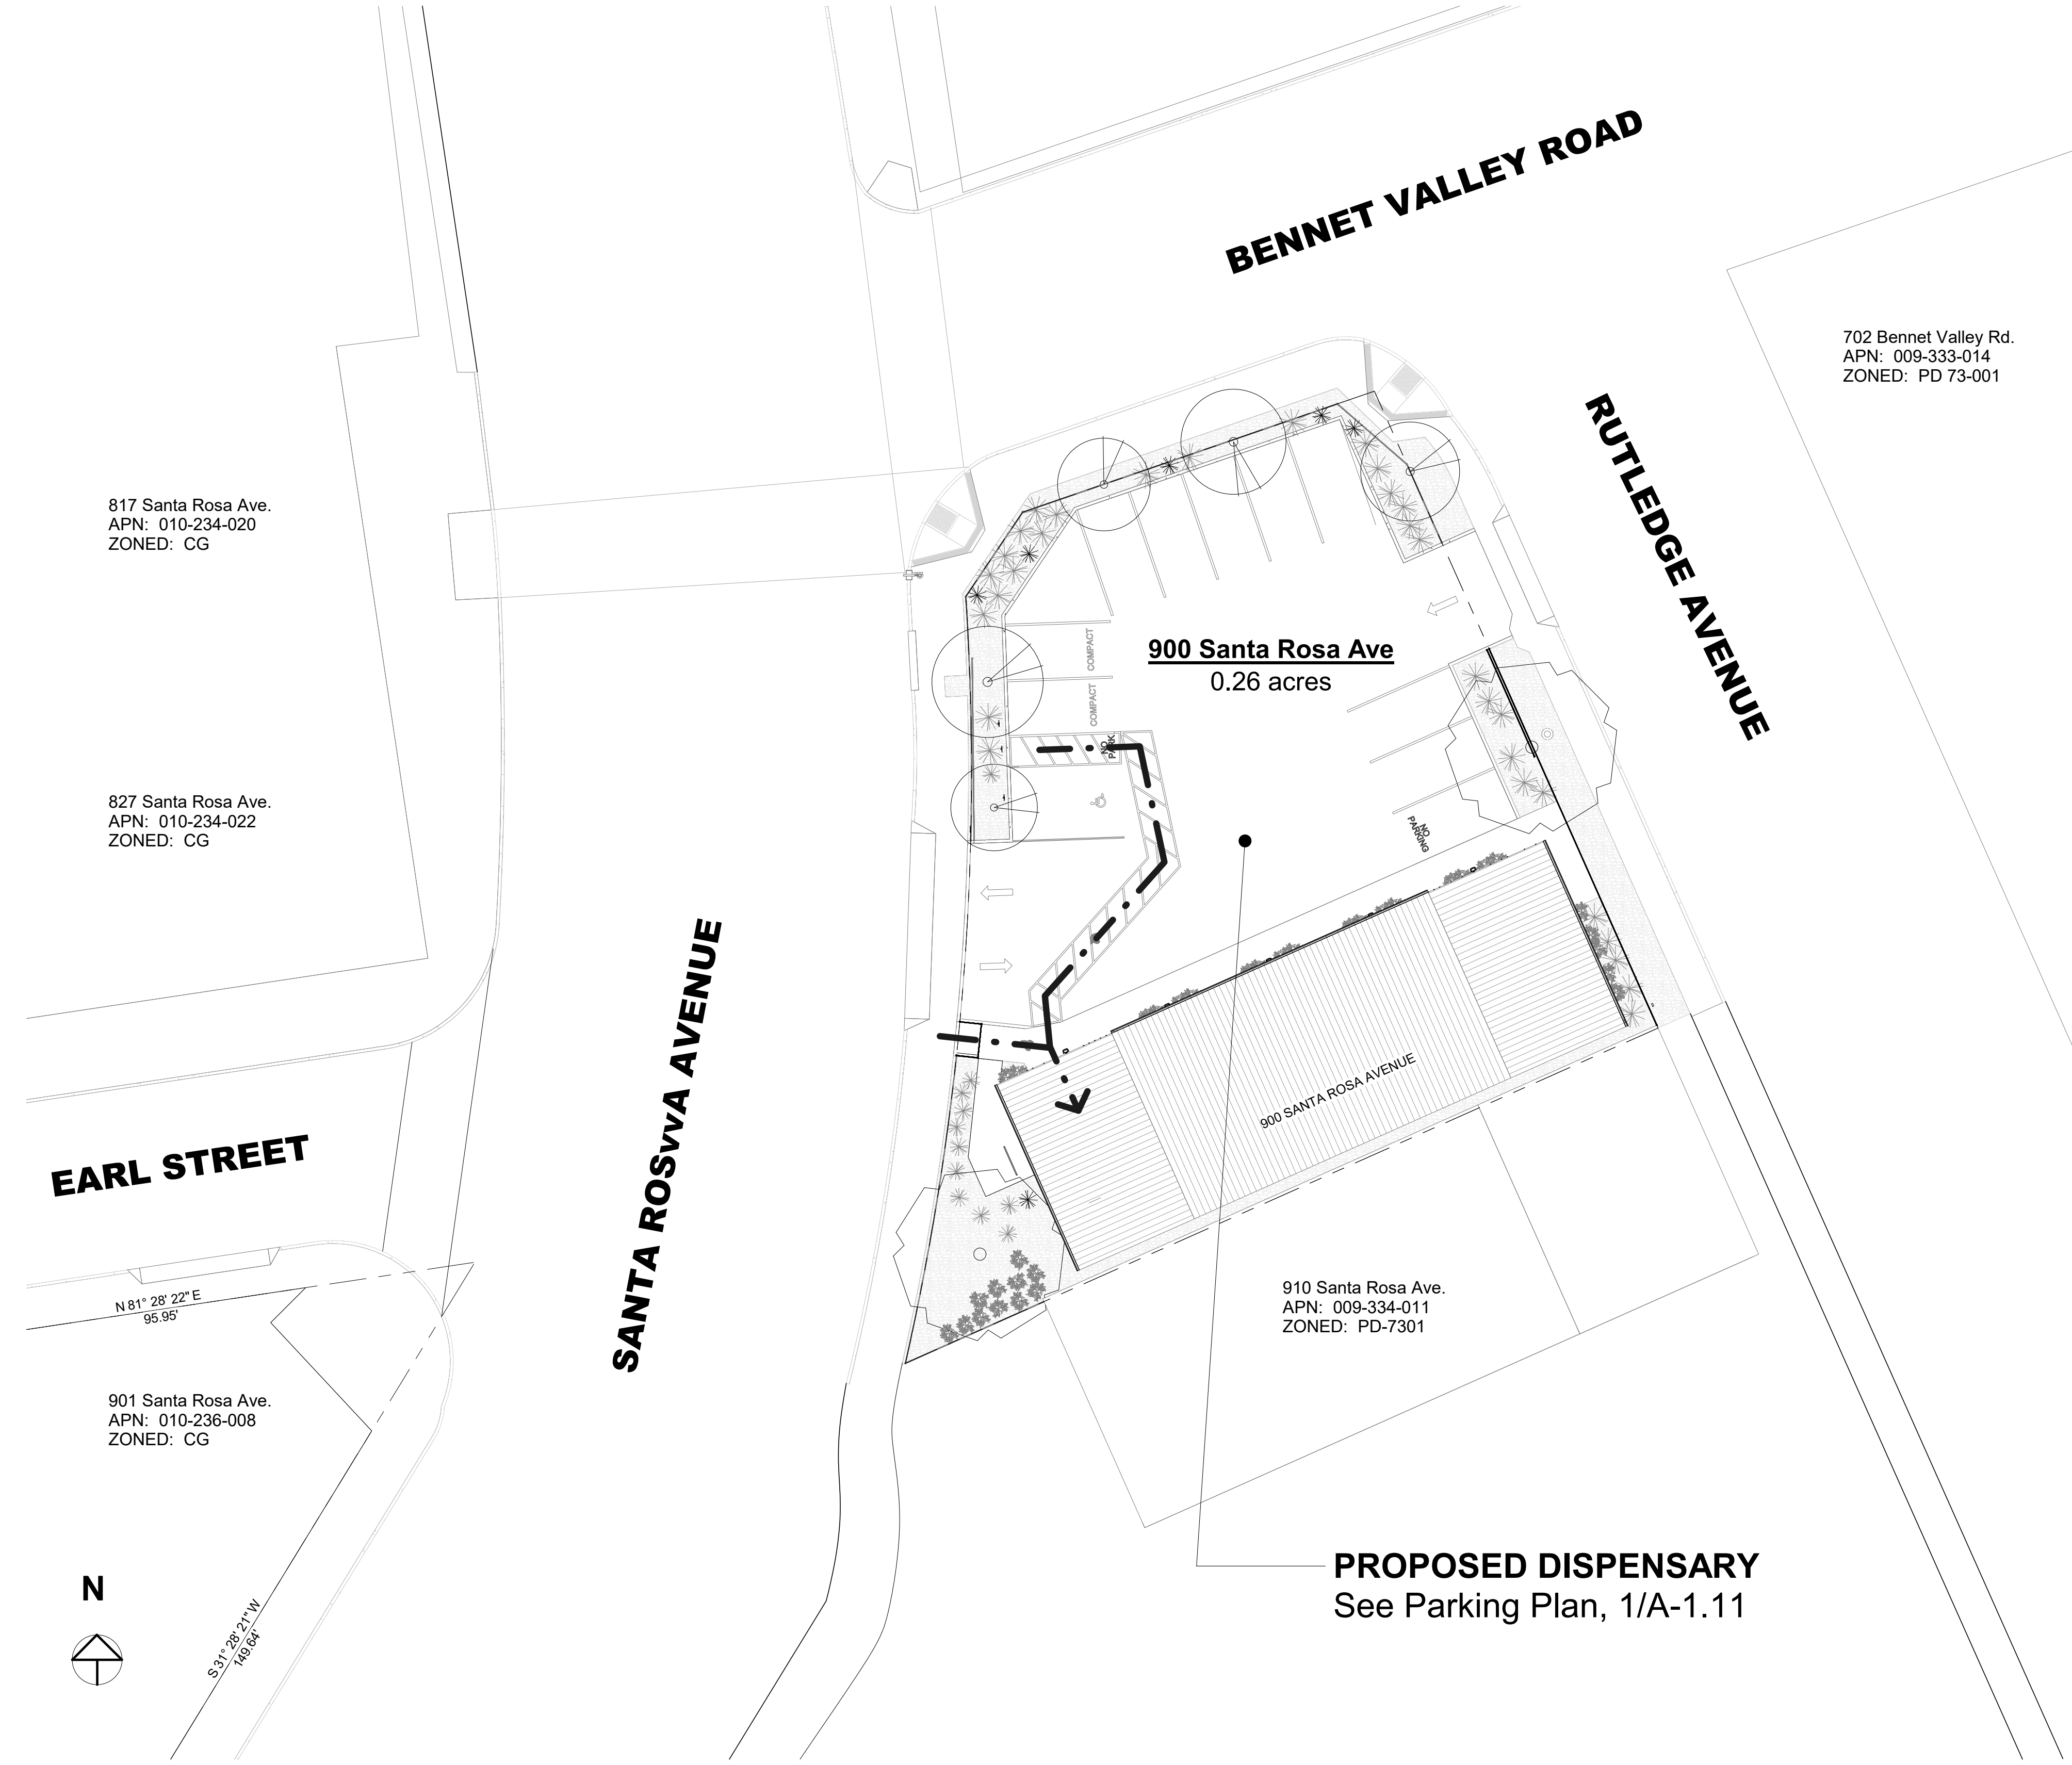 BENNET VALLEY ROAD
702 Bennet Valley Rd.
APN: 009-333-014
ZONED: PD 73-001
RUTLEDGE AVENUE
817 Santa Rosa Ave.
APN: 010-234-020
ZONED: CG
900 Santa Rosa Ave
0.26 acres
COMPACT
COMPACT
NO
PARK.
827 Santa Rosa Ave.
APN: 010-234-022
ZONED: CG
NO
PARKING
SANTA ROSvvA AVENUE
900 SANTA ROSA AVENUE
EARL STREET
N 81° 28' 22" E
95.95'
910 Santa Rosa Ave.
APN: 009-334-011
ZONED: PD-7301
901 Santa Rosa Ave.
APN: 010-236-008
ZONED: CG
PROPOSED DISPENSARY
See Parking Plan, 1/A-1.11
N
S 31° 28' 21" W
149.64'